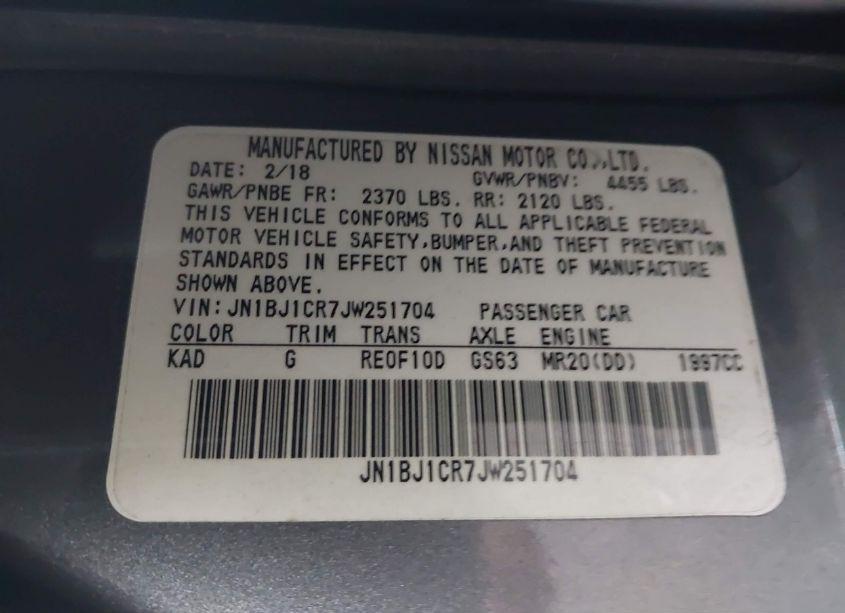 MANUFACTURED BY NISSAN MOTOR CO.,LTD.
DATE: 2/18 GVWR/PNBV: 4455 LBS.
GAWR/PNBE FR: 2370 LBS. RR: 2120 LBS.
THIS VEHICLE CONFORMS TO ALL APPLICABLE FEDERAL
MOTOR VEHICLE SAFETY,BUMPER,AND THEFT PREVENTION
STANDARDS IN EFFECT ON THE DATE OF MANUFACTURE
SHOWN ABOVE.
VIN:JN1BJ1CR7JW251704 PASSENGER CAR
COLOR TRIM TRANS AXLE ENGINE
KAD G RE0F10D GS63 MR20(DD) 1997CC
JN1BJ1CR7JW251704